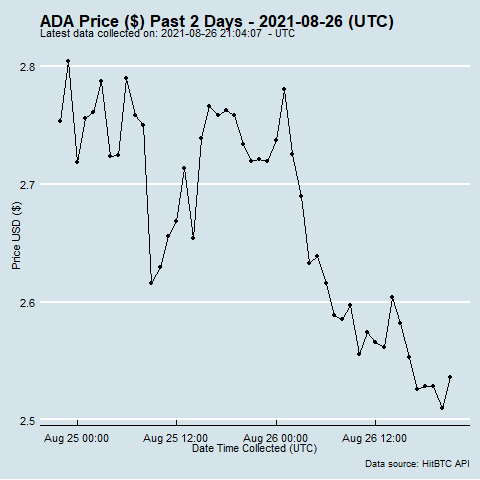 ADA Price ($) Past 2 Days - 2021-08-26 (UTC)
Latest data collected on: 2021-08-26 21:04:07  - UTC
2.8
2.7
2.6
2.5
Price USD ($)
Aug 25 00:00
Aug 25 12:00
Aug 26 00:00
Aug 26 12:00
Date Time Collected (UTC)
Data source: HitBTC API